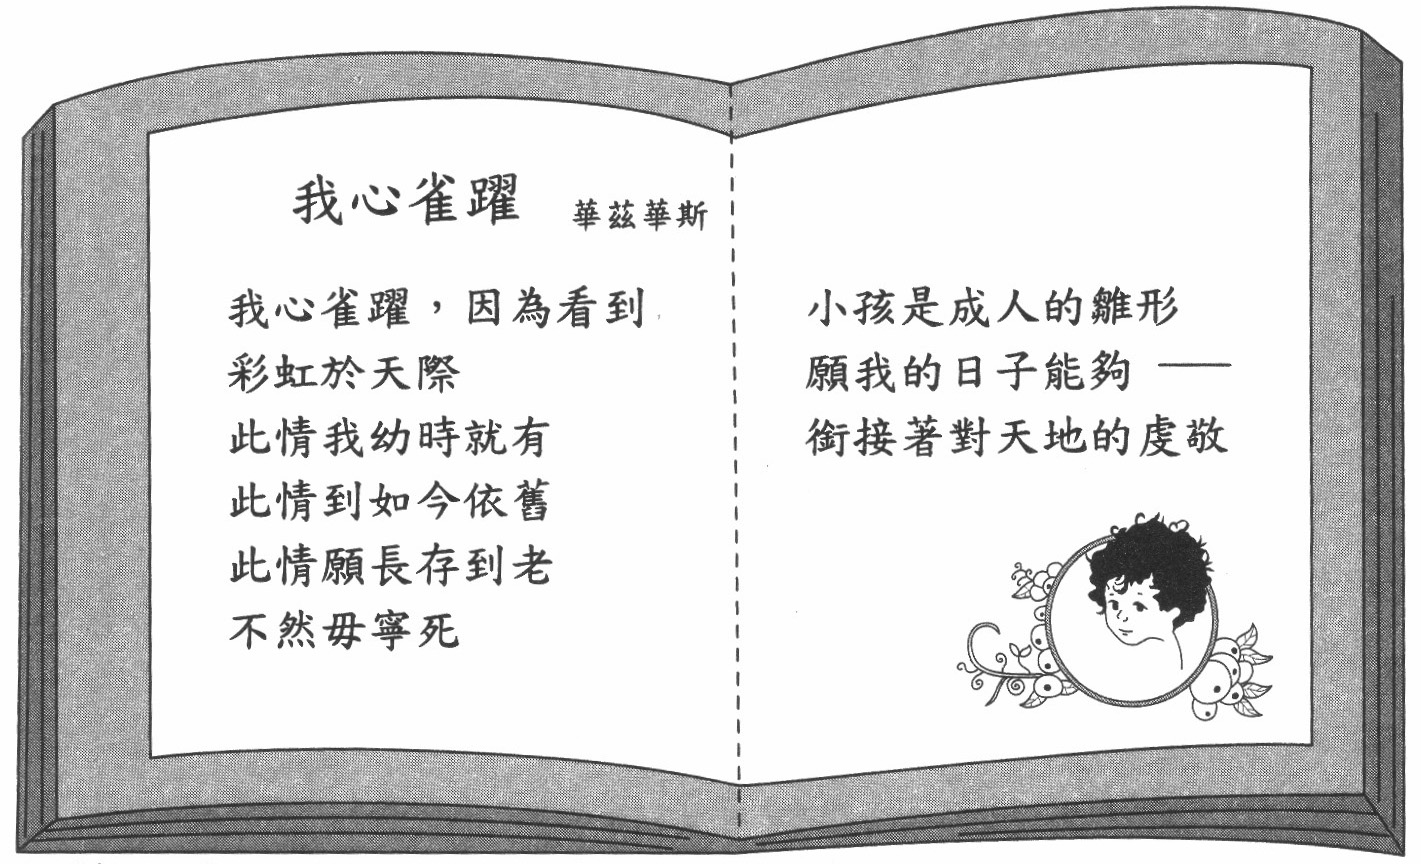 我心雀躍
華茲華斯
我心雀躍，因為看到
彩虹於天際
此情我幼時就有
此情到如今依舊
此情願長存到老
不然毋寧死
小孩是成人的雛形
願我的日子能夠 ——
銜接著對天地的虔敬